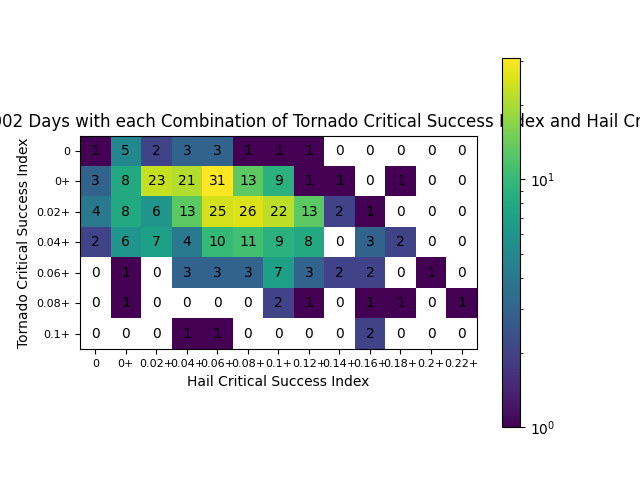 002 Days with each Combination of Tornado Critical Success Index and Hail Cr
Tornado Critical Success Index
0 1 5 2 3 3 1 1 1 0 0 0 0 0
0+ 3 8 23 21 31 13 9 1 1 0 1 0 0
0.02+ 4 8 6 13 25 26 22 13 2 1 0 0 0
0.04+ 2 6 7 4 10 11 9 8 0 3 2 0 0
0.06+ 0 1 0 3 3 3 7 3 2 2 0 1 0
0.08+ 0 1 0 0 0 0 2 1 0 1 1 0 1
0.1+ 0 0 0 1 1 0 0 0 0 2 0 0 0
0 0+ 0.02+ 0.04+ 0.06+ 0.08+ 0.1+ 0.12+ 0.14+ 0.16+ 0.18+ 0.2+ 0.22+
Hail Critical Success Index
10¹
10⁰